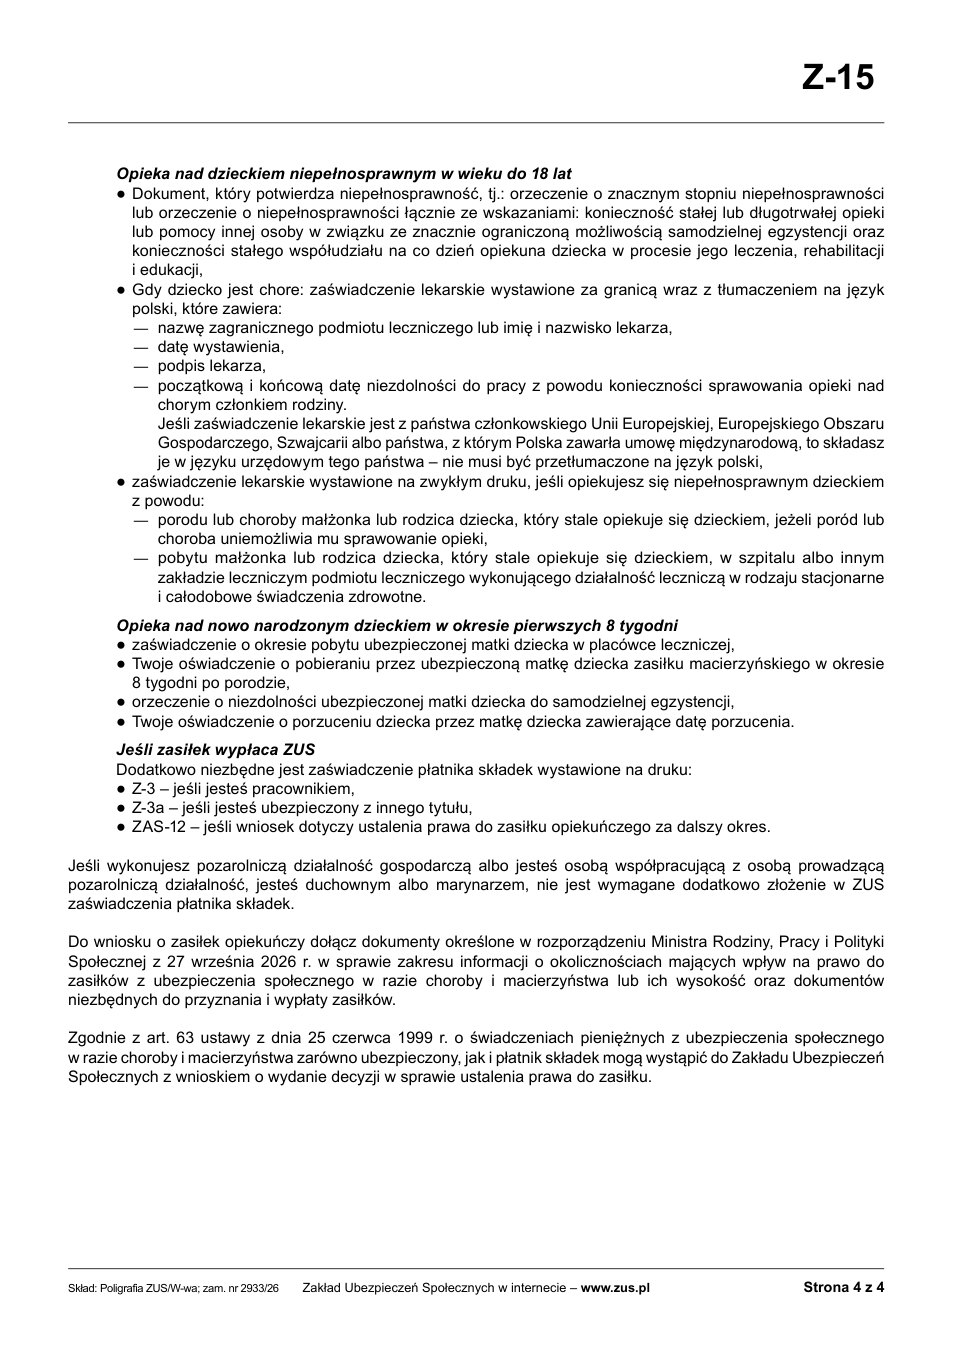 Z-15
Opieka nad dzieckiem niepełnosprawnym w wieku do 18 lat
● Dokument, który potwierdza niepełnosprawność, tj.: orzeczenie o znacznym stopniu niepełnosprawności
lub orzeczenie o niepełnosprawności łącznie ze wskazaniami: konieczność stałej lub długotrwałej opieki
lub pomocy innej osoby w związku ze znacznie ograniczoną możliwością samodzielnej egzystencji oraz
konieczności stałego współudziału na co dzień opiekuna dziecka w procesie jego leczenia, rehabilitacji
i edukacji,
● Gdy dziecko jest chore: zaświadczenie lekarskie wystawione za granicą wraz z tłumaczeniem na język
polski, które zawiera:
— nazwę zagranicznego podmiotu leczniczego lub imię i nazwisko lekarza,
— datę wystawienia,
— podpis lekarza,
— początkową i końcową datę niezdolności do pracy z powodu konieczności sprawowania opieki nad
chorym członkiem rodziny.
Jeśli zaświadczenie lekarskie jest z państwa członkowskiego Unii Europejskiej, Europejskiego Obszaru
Gospodarczego, Szwajcarii albo państwa, z którym Polska zawarła umowę międzynarodową, to składasz
je w języku urzędowym tego państwa – nie musi być przetłumaczone na język polski,
● zaświadczenie lekarskie wystawione na zwykłym druku, jeśli opiekujesz się niepełnosprawnym dzieckiem
z powodu:
— porodu lub choroby małżonka lub rodzica dziecka, który stale opiekuje się dzieckiem, jeżeli poród lub
choroba uniemożliwia mu sprawowanie opieki,
— pobytu małżonka lub rodzica dziecka, który stale opiekuje się dzieckiem, w szpitalu albo innym
zakładzie leczniczym podmiotu leczniczego wykonującego działalność leczniczą w rodzaju stacjonarne
i całodobowe świadczenia zdrowotne.
Opieka nad nowo narodzonym dzieckiem w okresie pierwszych 8 tygodni
● zaświadczenie o okresie pobytu ubezpieczonej matki dziecka w placówce leczniczej,
● Twoje oświadczenie o pobieraniu przez ubezpieczoną matkę dziecka zasiłku macierzyńskiego w okresie
8 tygodni po porodzie,
● orzeczenie o niezdolności ubezpieczonej matki dziecka do samodzielnej egzystencji,
● Twoje oświadczenie o porzuceniu dziecka przez matkę dziecka zawierające datę porzucenia.
Jeśli zasiłek wypłaca ZUS
Dodatkowo niezbędne jest zaświadczenie płatnika składek wystawione na druku:
● Z-3 – jeśli jesteś pracownikiem,
● Z-3a – jeśli jesteś ubezpieczony z innego tytułu,
● ZAS-12 – jeśli wniosek dotyczy ustalenia prawa do zasiłku opiekuńczego za dalszy okres.
Jeśli wykonujesz pozarolniczą działalność gospodarczą albo jesteś osobą współpracującą z osobą prowadzącą
pozarolniczą działalność, jesteś duchownym albo marynarzem, nie jest wymagane dodatkowo złożenie w ZUS
zaświadczenia płatnika składek.
Do wniosku o zasiłek opiekuńczy dołącz dokumenty określone w rozporządzeniu Ministra Rodziny, Pracy i Polityki
Społecznej z 27 września 2026 r. w sprawie zakresu informacji o okolicznościach mających wpływ na prawo do
zasiłków z ubezpieczenia społecznego w razie choroby i macierzyństwa lub ich wysokość oraz dokumentów
niezbędnych do przyznania i wypłaty zasiłków.
Zgodnie z art. 63 ustawy z dnia 25 czerwca 1999 r. o świadczeniach pieniężnych z ubezpieczenia społecznego
w razie choroby i macierzyństwa zarówno ubezpieczony, jak i płatnik składek mogą wystąpić do Zakładu Ubezpieczeń
Społecznych z wnioskiem o wydanie decyzji w sprawie ustalenia prawa do zasiłku.
Skład: Poligrafia ZUS/W-wa; zam. nr 2933/26 Zakład Ubezpieczeń Społecznych w internecie – www.zus.pl Strona 4 z 4